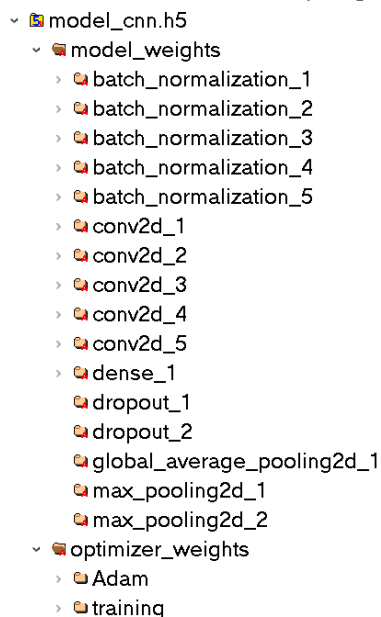 model_cnn.h5
model_weights
batch_normalization_1
batch_normalization_2
batch_normalization_3
batch_normalization_4
batch_normalization_5
conv2d_1
conv2d_2
conv2d_3
conv2d_4
conv2d_5
dense_1
dropout_1
dropout_2
global_average_pooling2d_1
max_pooling2d_1
max_pooling2d_2
optimizer_weights
Adam
training